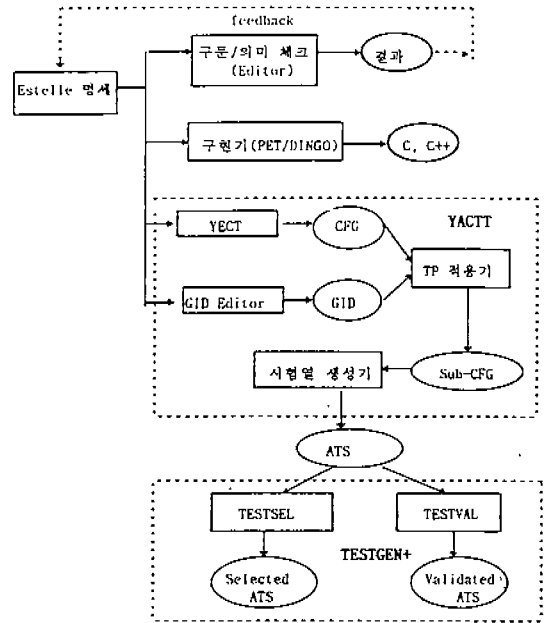 feedback
구문/의미 체크
(Editor)
결과
Estelle 명세
구현기(PET/DINGO)
C, C++
YACTT
YECT
CFG
TP 적용기
GID Editor
GID
시험열 생성기
Sub-CFG
ATS
TESTSEL
TESTVAL
TESTGEN+
Selected
ATS
Validated
ATS